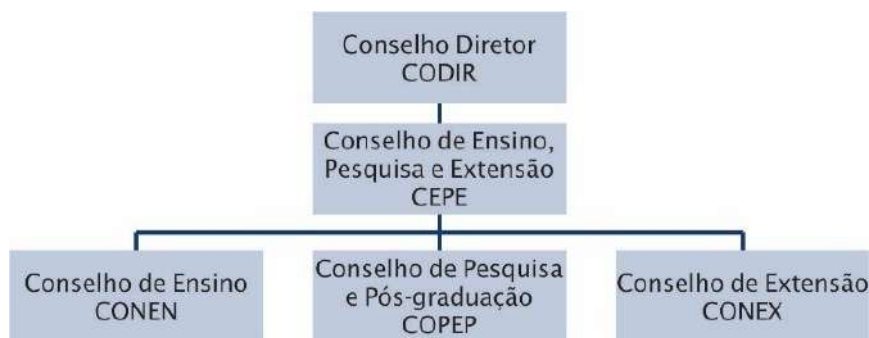 Conselho Diretor
CODIR
Conselho de Ensino,
Pesquisa e Extensão
CEPE
Conselho de Ensino
CONEN
Conselho de Pesquisa
e Pós-graduação
COPEP
Conselho de Extensão
CONEX